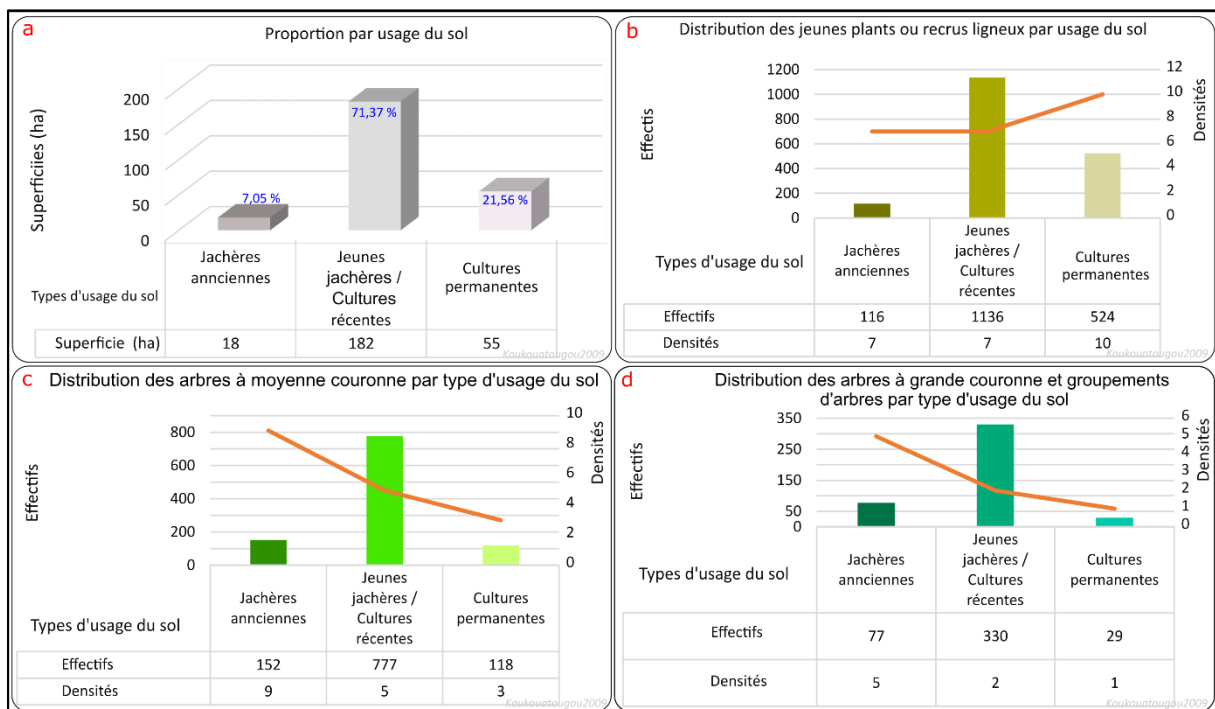 a
Proportion par usage du sol
Superficiies (ha)
200
150
100
50
0
7,05 %
71,37 %
21,56 %
Types d'usage du sol
Jachères
annciennes
Jeunes
jachères /
Cultures
récentes
Cultures
permanentes
Superficie (ha) 18 182 55
Koukouatougou2009
b
Distribution des jeunes plants ou recrus ligneux par usage du sol
Effectis
1200
1000
800
600
400
200
0
12
10
8
6
4
2
0
Densités
Types d'usage du sol
Jachères
annciennes
Jeunes
jachères /
Cultures
récentes
Cultures
permanentes
Effectifs 116 1136 524
Densités 7 7 10
Koukouatougou2009
c
Distribution des arbres à moyenne couronne par type d'usage du sol
Effectifs
800
600
400
200
0
10
8
6
4
2
0
Densités
Types d'usage du sol
Jachères
annciennes
Jeunes
jachères /
Cultures
récentes
Cultures
permanentes
Effectifs 152 777 118
Densités 9 5 3
Koukouatougou2009
d
Distribution des arbres à grande couronne et groupements
d'arbres par type d'usage du sol
Effectifs
350
250
150
50
0
6
5
4
3
2
1
0
Densités
Types d'usage du sol
Jachères
annciennes
Jeunes
jachères /
Cultures
récentes
Cultures
permanentes
Effectifs 77 330 29
Densités 5 2 1
Koukouatougou2009